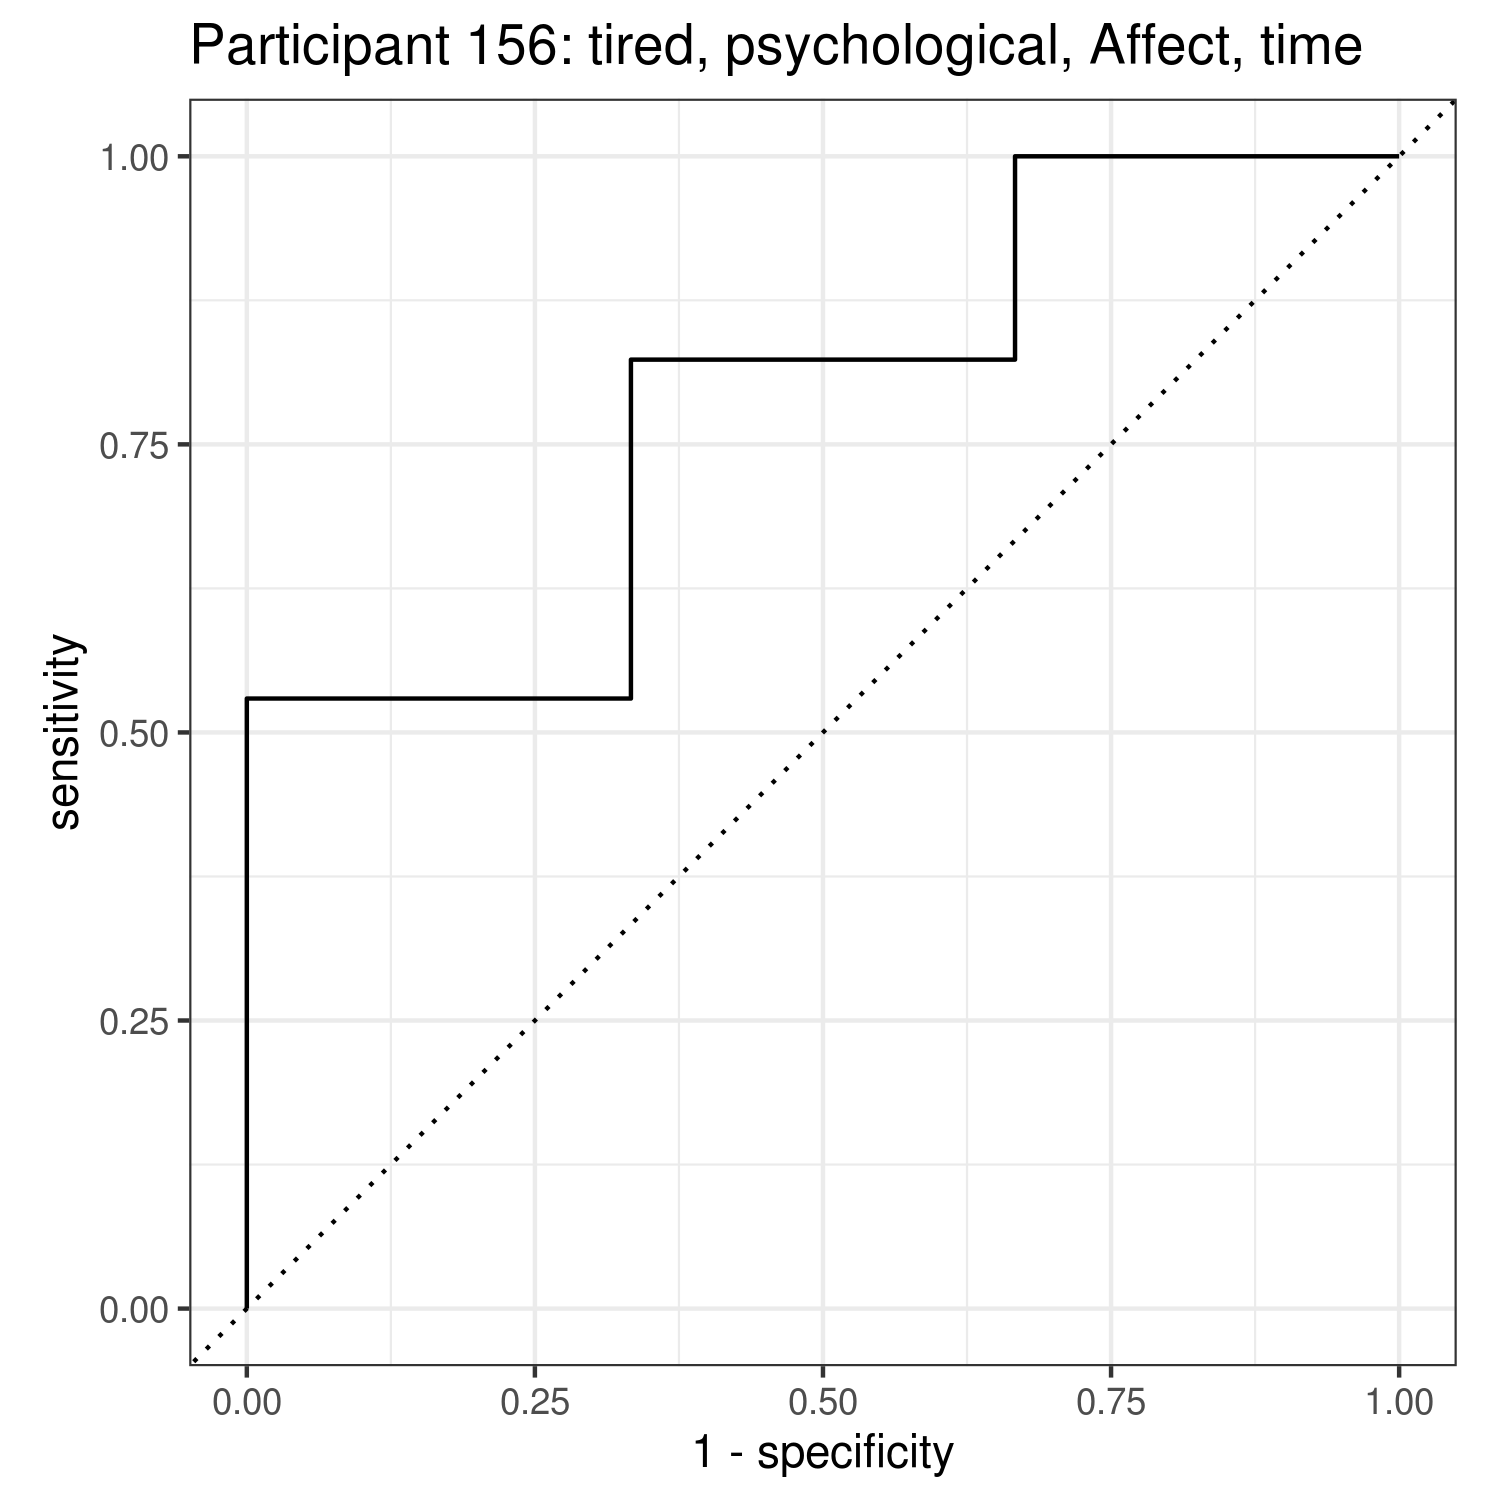 Participant 156: tired, psychological, Affect, time
sensitivity
1.00
0.75
0.50
0.25
0.00
0.00 0.25 0.50 0.75 1.00
1 - specificity